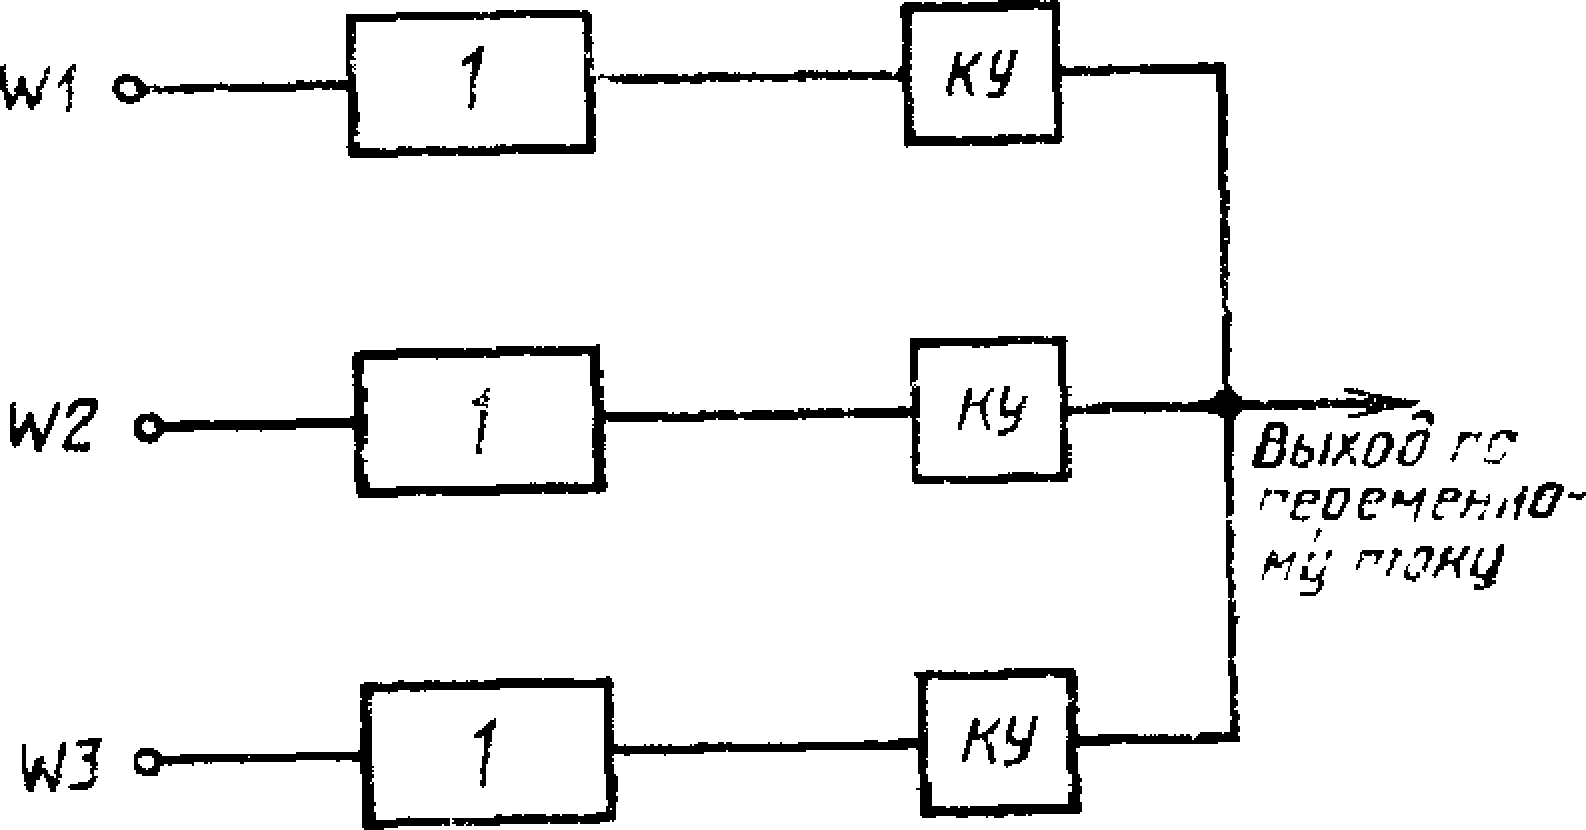 W1 1 КУ
W2 1 КУ
Выход по
переменно-
му току
W3 1 КУ